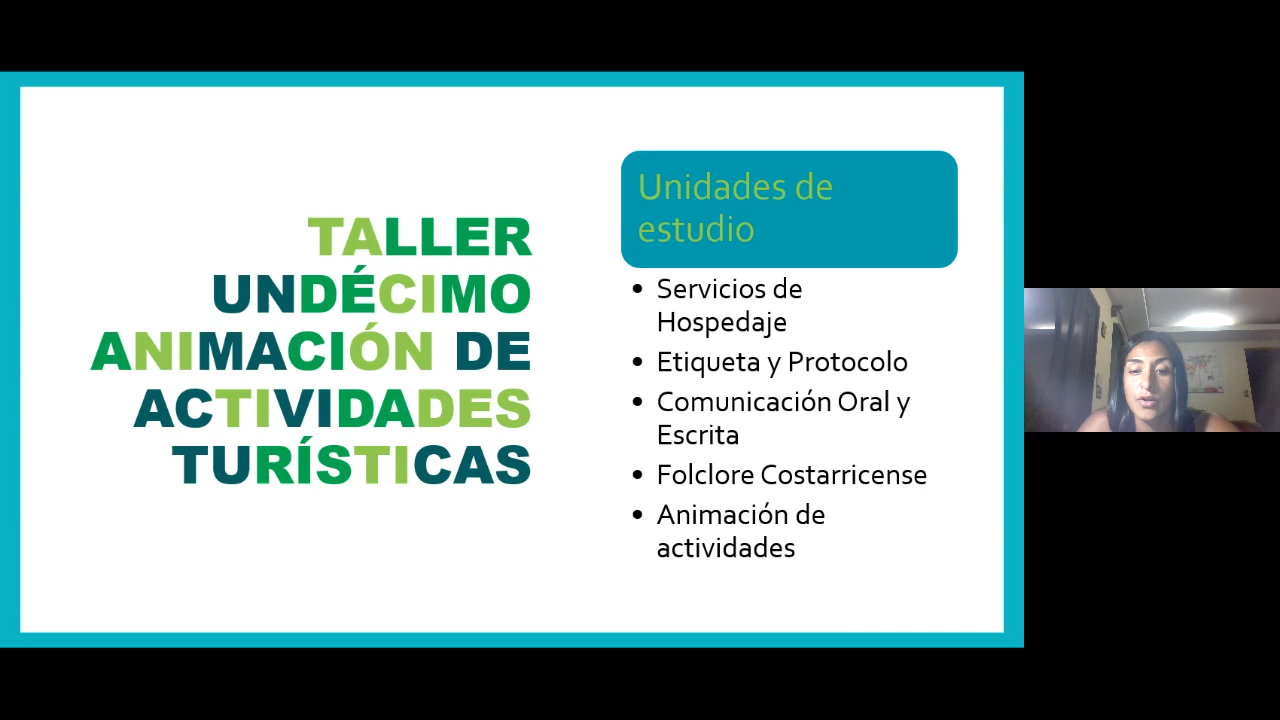 TALLER
UNDÉCIMO
ANIMACIÓN DE
ACTIVIDADES
TURÍSTICAS
Unidades de
estudio
• Servicios de
Hospedaje
• Etiqueta y Protocolo
• Comunicación Oral y
Escrita
• Folclore Costarricense
• Animación de
actividades